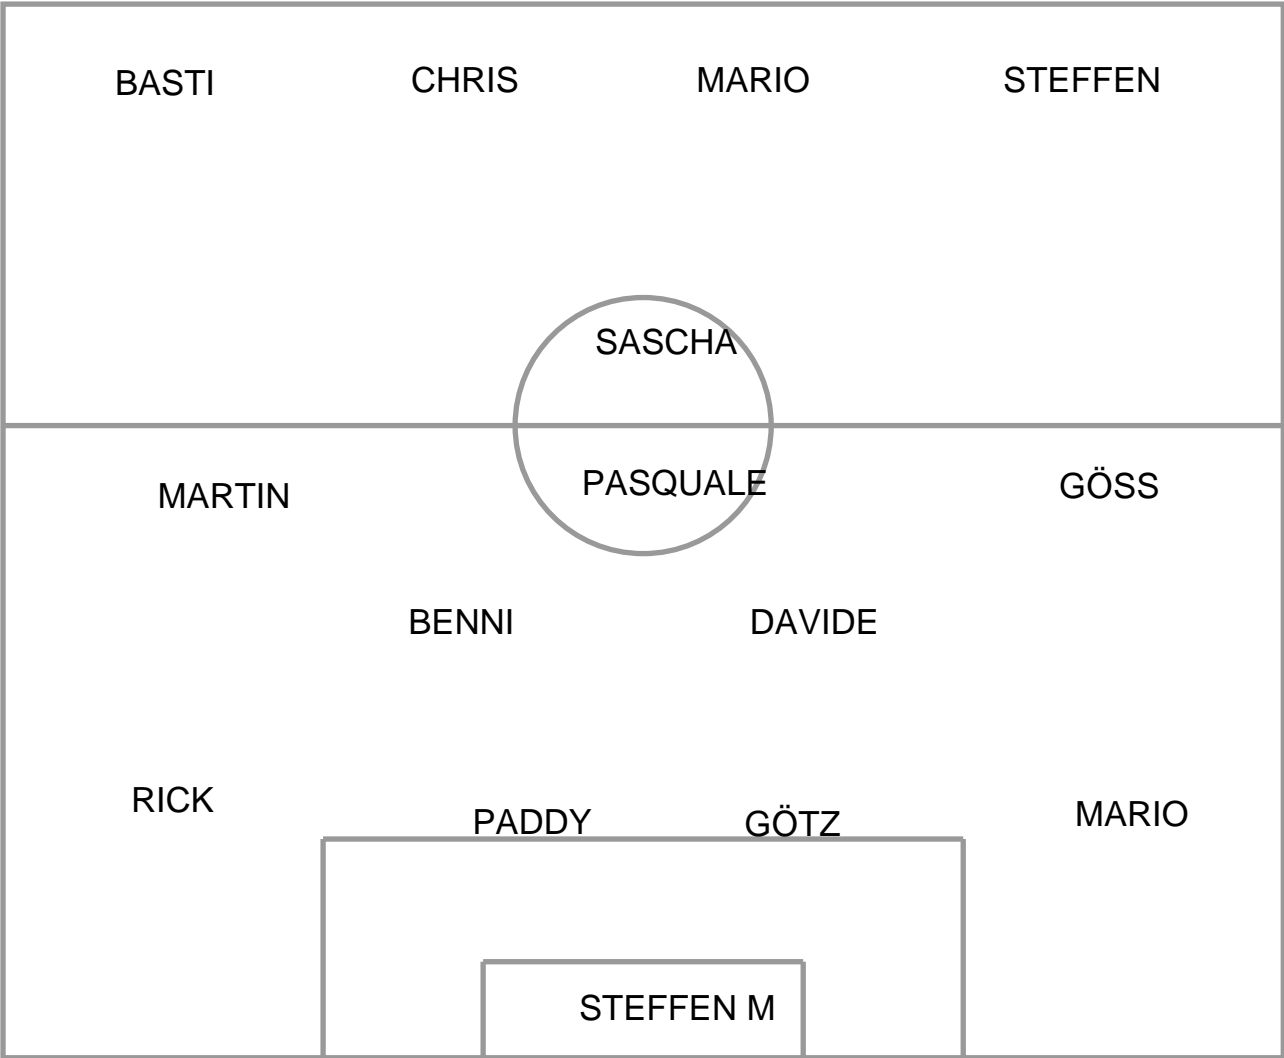 BASTI CHRIS MARIO STEFFEN
SASCHA
MARTIN PASQUALE GÖSS
BENNI DAVIDE
RICK PADDY GÖTZ MARIO
STEFFEN M